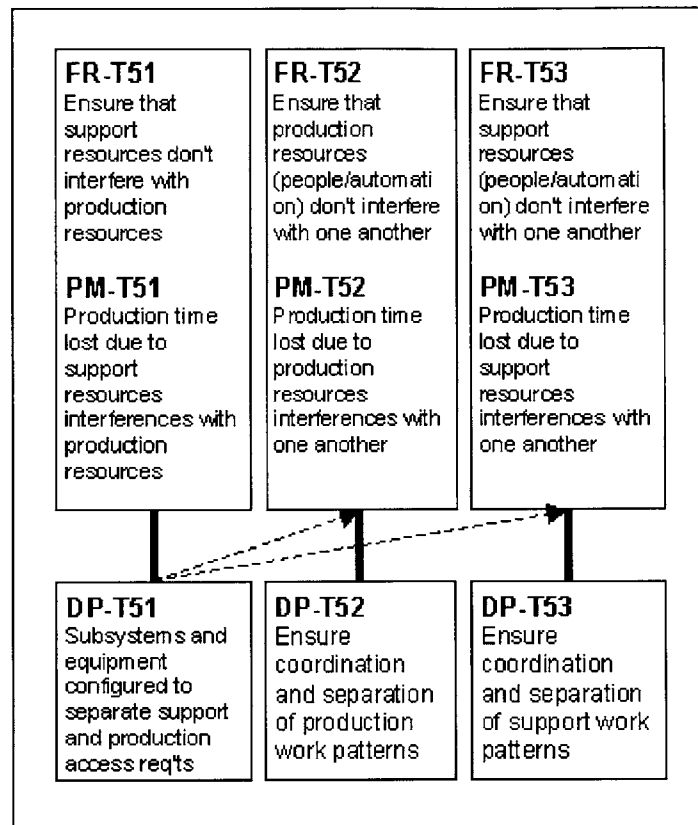 FR-T51
Ensure that
support
resources don't
interfere with
production
resources
PM-T51
Production time
lost due to
support
resources
interferences with
production
resources
FR-T52
Ensure that
production
resources
(people/automati
on) don't interfere
with one another
PM-T52
Production time
lost due to
production
resources
interferences with
one another
FR-T53
Ensure that
support
resources
(people/automati
on) don't interfere
with one another
PM-T53
Production time
lost due to
support
resources
interferences with
one another
DP-T51
Subsystems and
equipment
configured to
separate support
and production
access req'ts
DP-T52
Ensure
coordination
and separation
of production
work patterns
DP-T53
Ensure
coordination
and separation
of support work
patterns